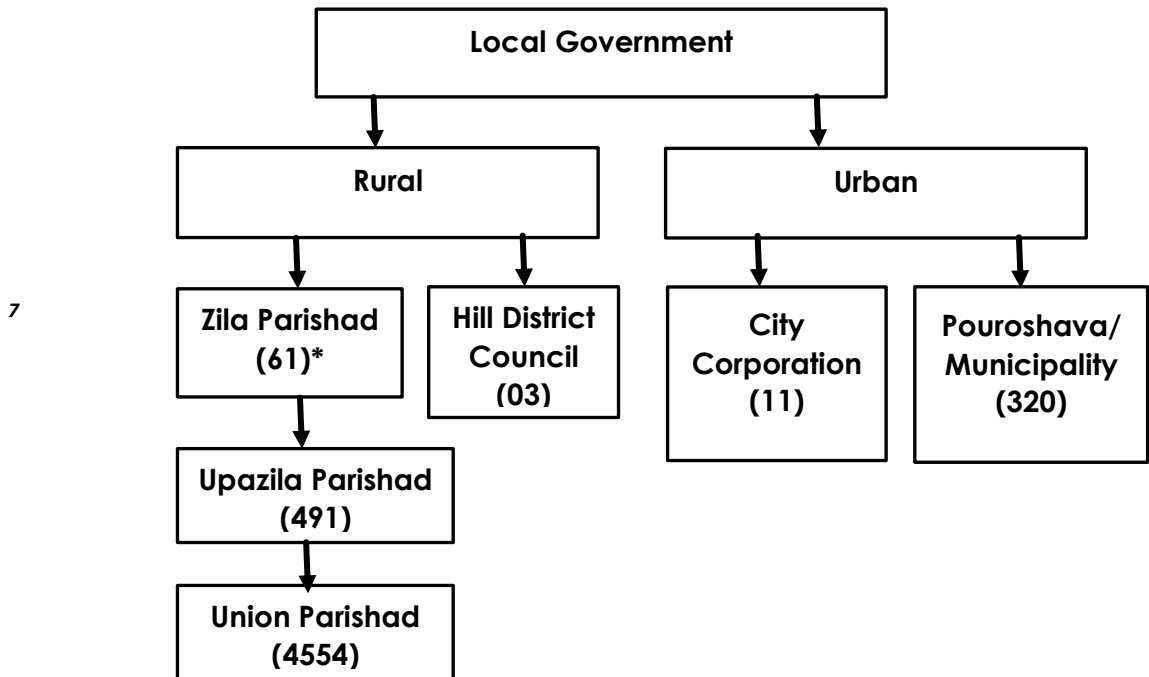 Local Government
Rural
Urban
7
Zila Parishad
(61)*
Hill District
Council
(03)
City
Corporation
(11)
Pouroshava/
Municipality
(320)
Upazila Parishad
(491)
Union Parishad
(4554)